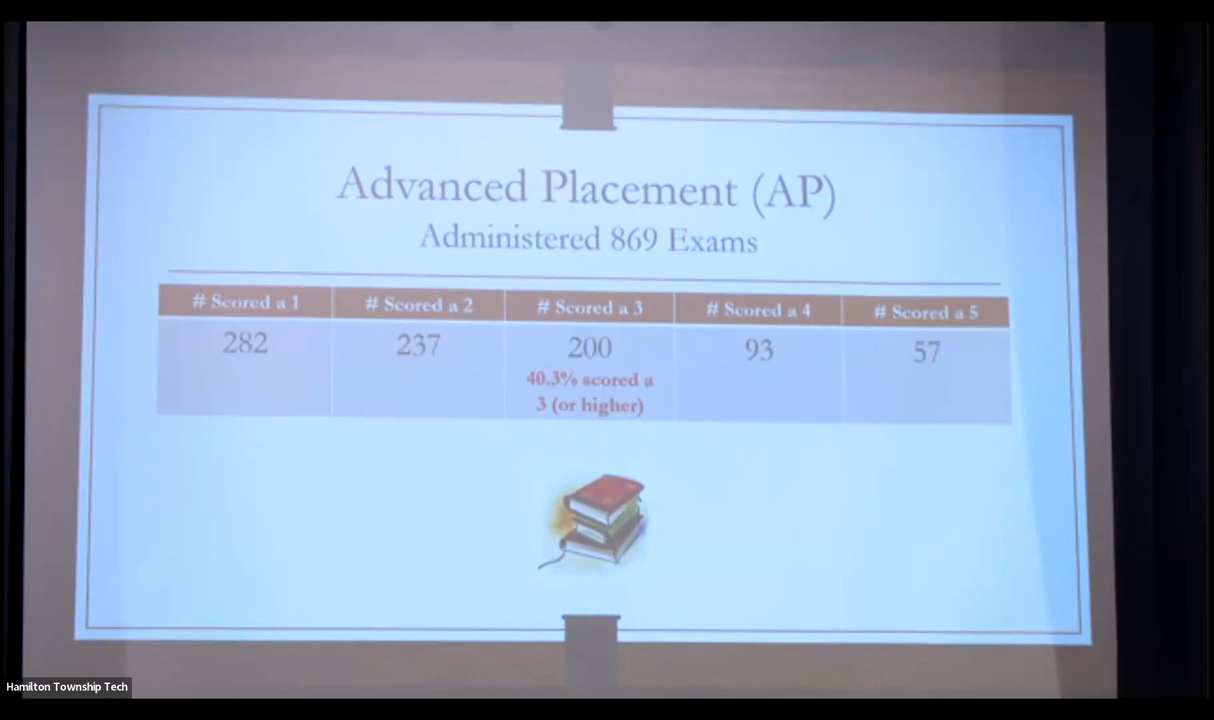 Advanced Placement (AP)
Administered 869 Exams
# Scored a 1 # Scored a 2 # Scored a 3 # Scored a 4 # Scored a 5
282 237 200 93 57
40.3% scored a
3 (or higher)
Hamilton Township Tech